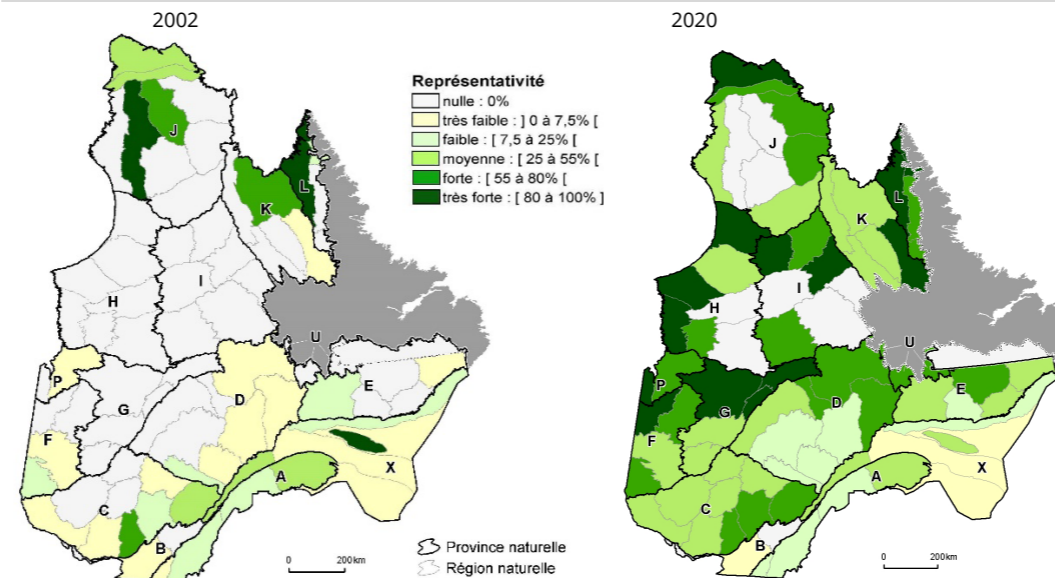 2002
2020
Représentativité
nulle : 0%
très faible : ] 0 à 7,5% [
faible : [ 7,5 à 25% [
moyenne : [ 25 à 55% [
forte : [ 55 à 80% [
très forte : [ 80 à 100% ]
J
K
L
I
H
U
P
E
D
G
F
X
A
C
B
Province naturelle
Région naturelle
0 200km
J
L
K
I
H
U
P
E
D
G
F
X
A
C
B
0 200km